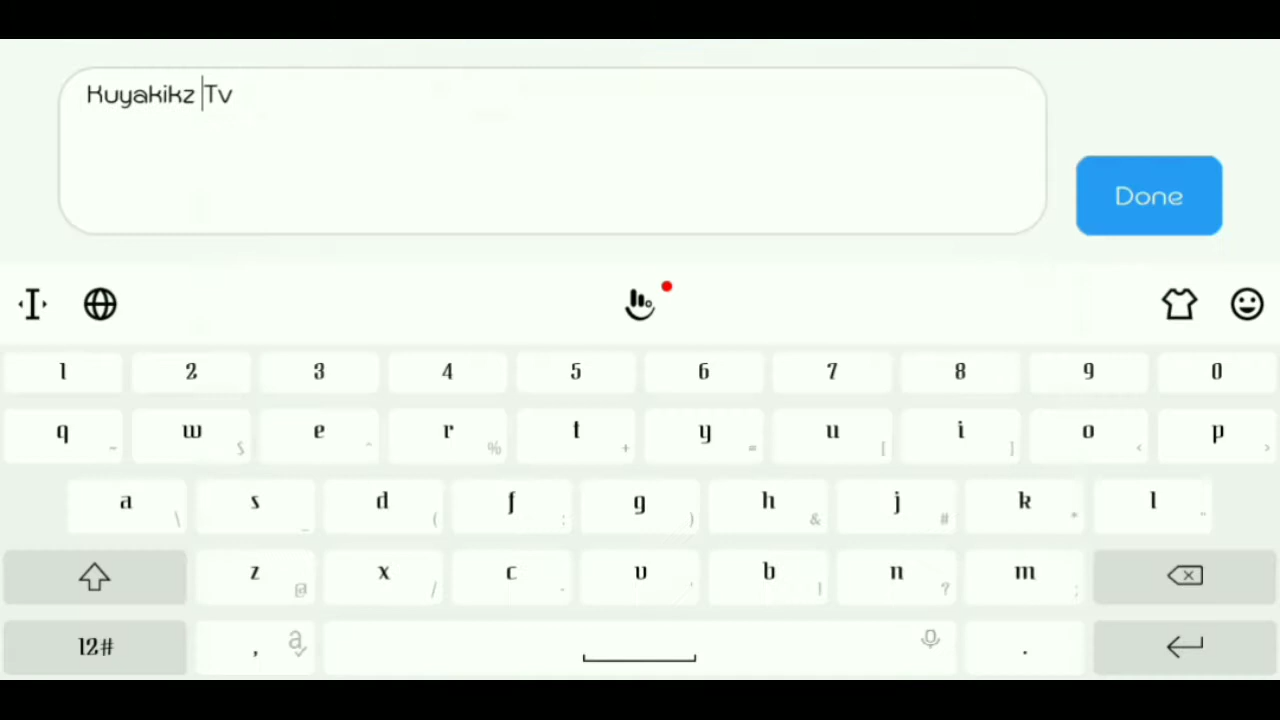 Kuyakikz Tv
Done
1 2 3 4 5 6 7 8 9 0
q ~ w $ e ^ r % t + y = u [ i ] o < p >
a \ s _ d ( f : g ) h & j # k * l "
z @ x / c - v ' b | n ? m ;
12# , a .